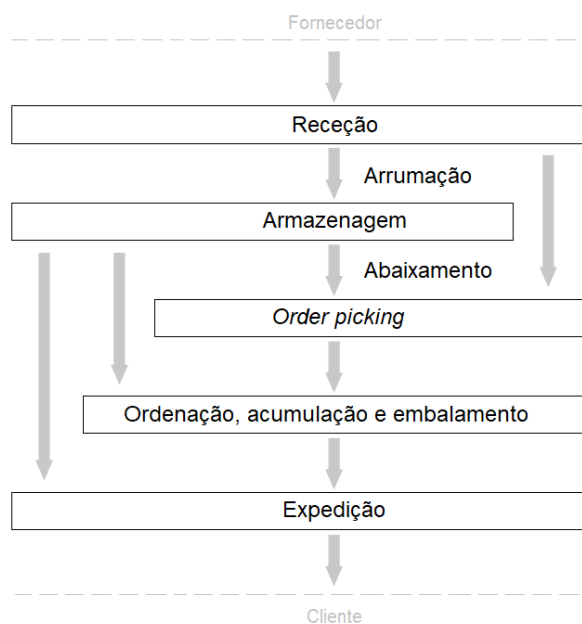 Fornecedor
Receção
Arrumação
Armazenagem
Abaixamento
Order picking
Ordenação, acumulação e embalamento
Expedição
Cliente